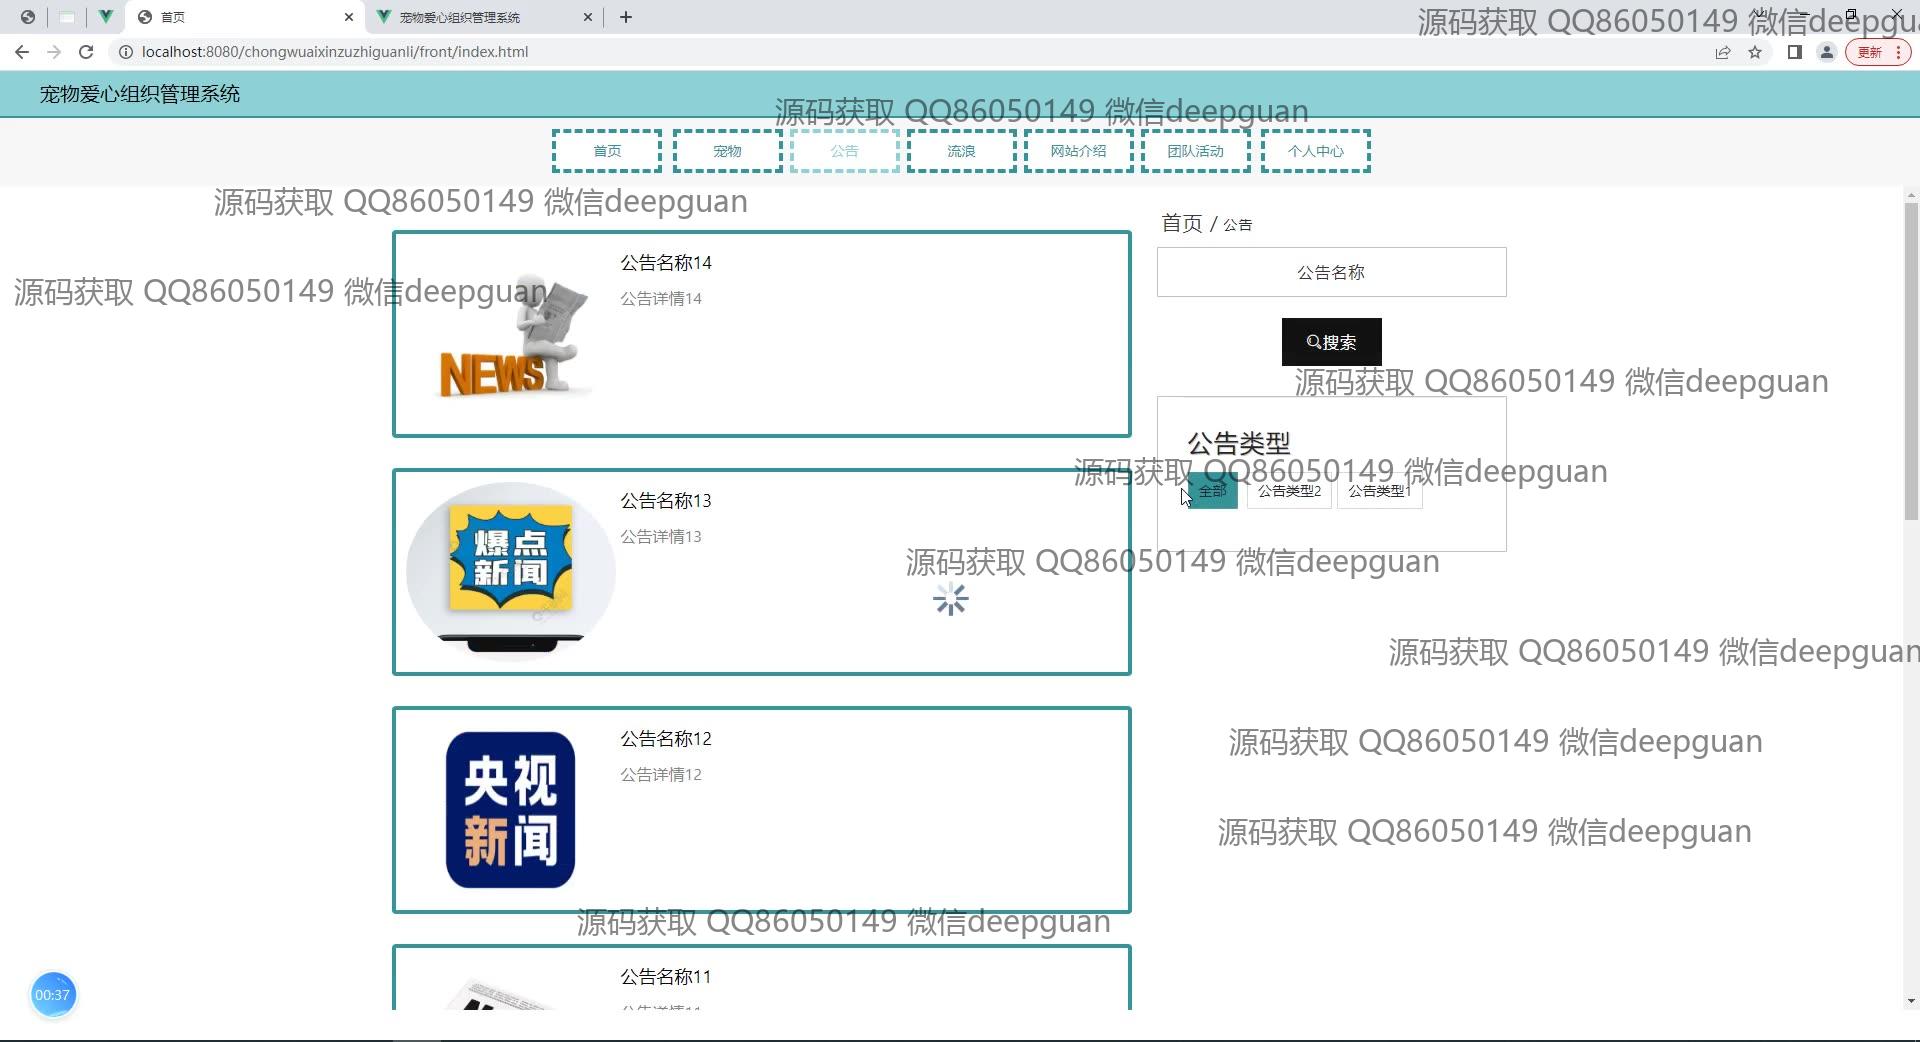 首页
宠物爱心组织管理系统
源码获取 QQ86050149 微信deepgu
localhost:8080/chongwuaixinzuzhiguanli/front/index.html
更新
宠物爱心组织管理系统
源码获取 QQ86050149 微信deepguan
首页
宠物
公告
流浪
网站介绍
团队活动
个人中心
源码获取 QQ86050149 微信deepguan
首页 / 公告
公告名称14
公告详情14
NEWS
公告名称
源码获取 QQ86050149 微信deepguan
搜索
源码获取 QQ86050149 微信deepguan
公告类型
源码获取 QQ86050149 微信deepguan
全部
公告类型2
公告类型1
公告名称13
公告详情13
爆点
新闻
源码获取 QQ86050149 微信deepguan
源码获取 QQ86050149 微信deepguan
公告名称12
公告详情12
央视
新闻
源码获取 QQ86050149 微信deepguan
源码获取 QQ86050149 微信deepguan
源码获取 QQ86050149 微信deepguan
公告名称11
公告详情11
00:37